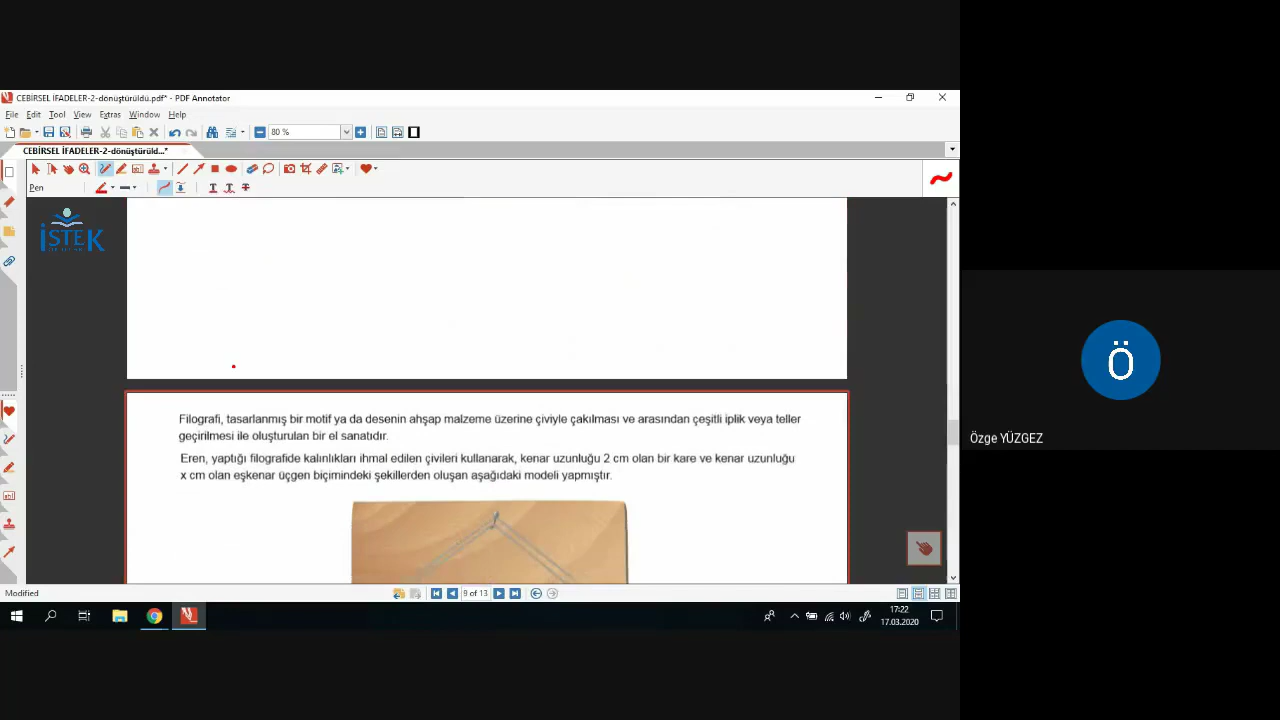 CEBİRSEL İFADELER-2-dönüştürüldü.pdf* - PDF Annotator
File Edit Tool View Extras Window Help
80 %
CEBİRSEL İFADELER-2-dönüştürüld...*
Pen
İSTEK
Filografi, tasarlanmış bir motif ya da desenin ahşap malzeme üzerine çiviyle çakılması ve arasından çeşitli iplik veya teller
geçirilmesi ile oluşturulan bir el sanatıdır.
Eren, yaptığı filografide kalınlıkları ihmal edilen çivileri kullanarak, kenar uzunluğu 2 cm olan bir kare ve kenar uzunluğu
x cm olan eşkenar üçgen biçimindeki şekillerden oluşan aşağıdaki modeli yapmıştır.
Ö
Özge YÜZGEZ
Modified
9 of 13
17:22
17.03.2020